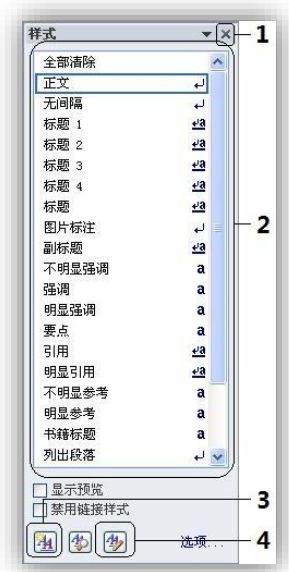 样式
1
全部清除
正文
无间隔
标题 1
标题 2
标题 3
标题 4
标题
图片标注
副标题
不明显强调
强调
明显强调
要点
引用
明显引用
不明显参考
明显参考
书籍标题
列出段落
2
显示预览
禁用链接样式
3
选项...
4